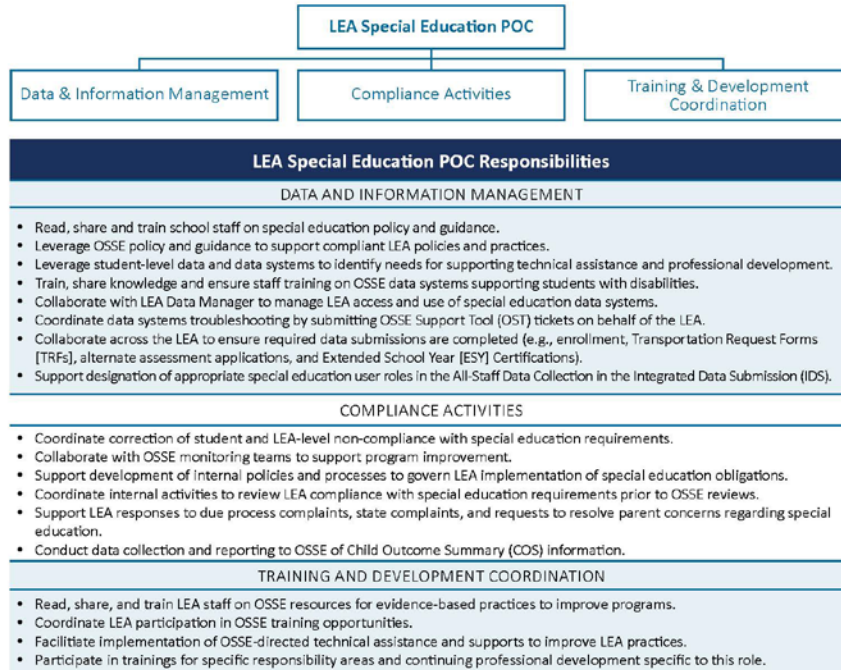 LEA Special Education POC
Data & Information Management
Compliance Activities
Training & Development
Coordination
LEA Special Education POC Responsibilities
DATA AND INFORMATION MANAGEMENT
• Read, share and train school staff on special education policy and guidance.
• Leverage OSSE policy and guidance to support compliant LEA policies and practices.
• Leverage student-level data and data systems to identify needs for supporting technical assistance and professional development.
• Train, share knowledge and ensure staff training on OSSE data systems supporting students with disabilities.
• Collaborate with LEA Data Manager to manage LEA access and use of special education data systems.
• Coordinate data systems troubleshooting by submitting OSSE Support Tool (OST) tickets on behalf of the LEA.
• Collaborate across the LEA to ensure required data submissions are completed (e.g., enrollment, Transportation Request Forms
[TRFs], alternate assessment applications, and Extended School Year [ESY] Certifications).
• Support designation of appropriate special education user roles in the All-Staff Data Collection in the Integrated Data Submission (IDS).
COMPLIANCE ACTIVITIES
• Coordinate correction of student and LEA-level non-compliance with special education requirements.
• Collaborate with OSSE monitoring teams to support program improvement.
• Support development of internal policies and processes to govern LEA implementation of special education obligations.
• Coordinate internal activities to review LEA compliance with special education requirements prior to OSSE reviews.
• Support LEA responses to due process complaints, state complaints, and requests to resolve parent concerns regarding special
education.
• Conduct data collection and reporting to OSSE of Child Outcome Summary (COS) information.
TRAINING AND DEVELOPMENT COORDINATION
• Read, share, and train LEA staff on OSSE resources for evidence-based practices to improve programs.
• Coordinate LEA participation in OSSE training opportunities.
• Facilitiate implementation of OSSE-directed technical assistance and supports to improve LEA practices.
• Participate in trainings for specific responsibility areas and continuing professional development specific to this role.